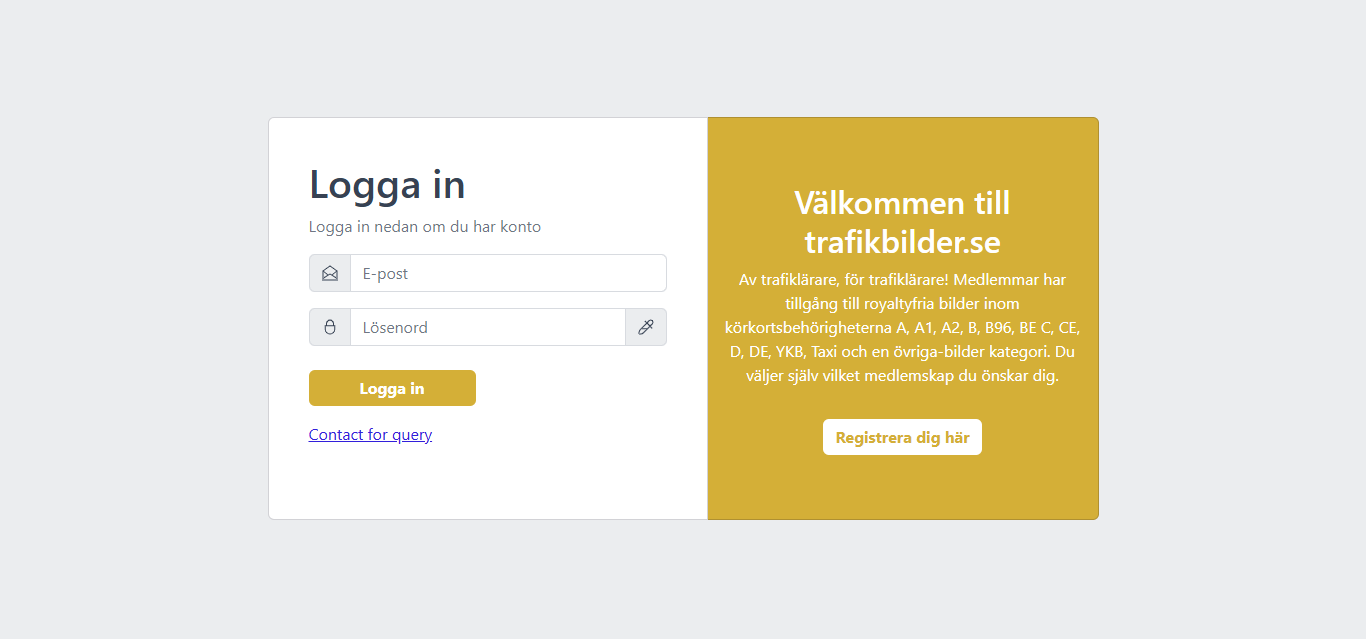 Logga in
Logga in nedan om du har konto
E-post
Lösenord
Logga in
Contact for query
Välkommen till
trafikbilder.se
Av trafiklärare, för trafiklärare! Medlemmar har
tillgång till royaltyfria bilder inom
körkortsbehörigheterna A, A1, A2, B, B96, BE C, CE,
D, DE, YKB, Taxi och en övriga-bilder kategori. Du
väljer själv vilket medlemskap du önskar dig.
Registrera dig här